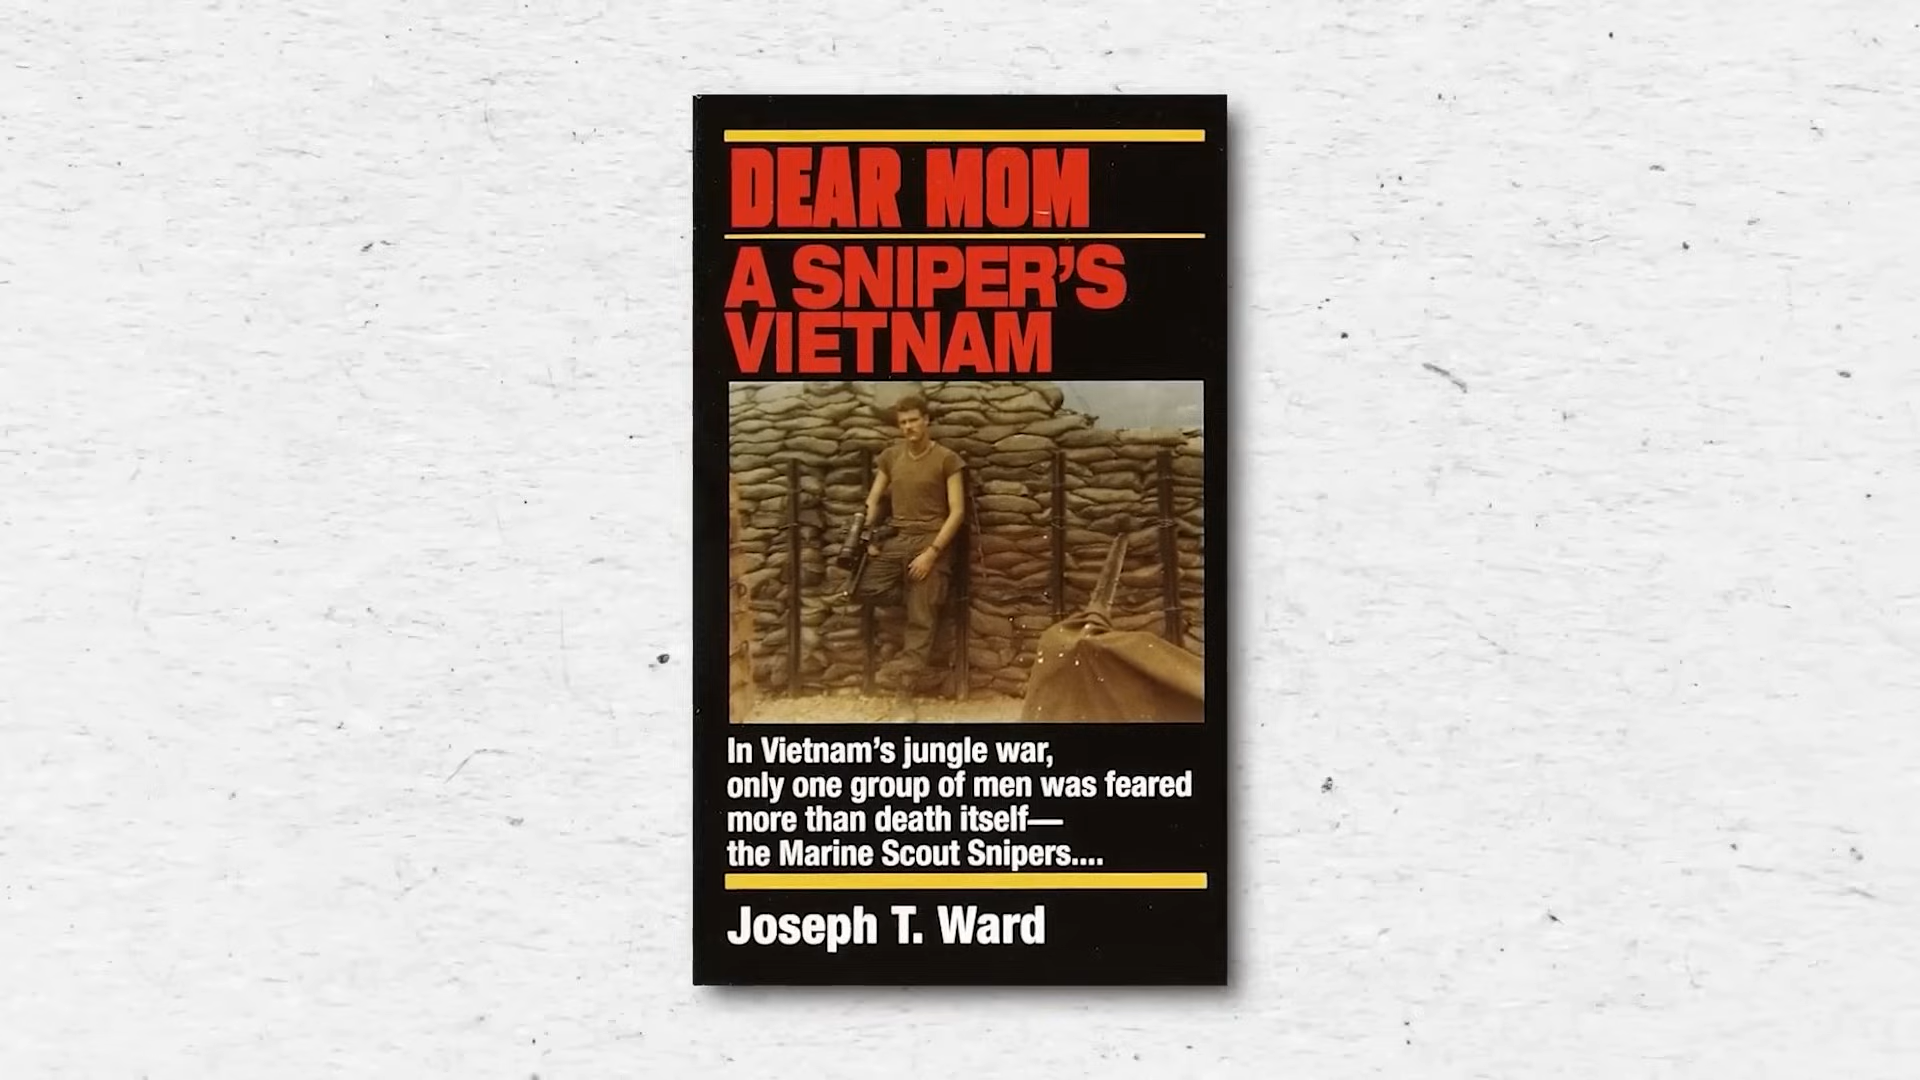 DEAR MOM
A SNIPER'S
VIETNAM
In Vietnam's jungle war,
only one group of men was feared
more than death itself—
the Marine Scout Snipers....
Joseph T. Ward